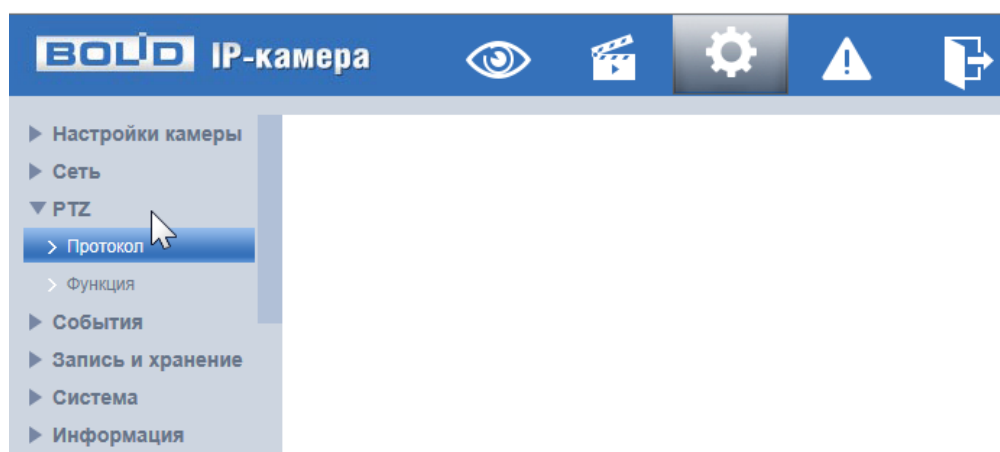 BOLID IP-камера
Настройки камеры
Сеть
PTZ
Протокол
Функция
События
Запись и хранение
Система
Информация